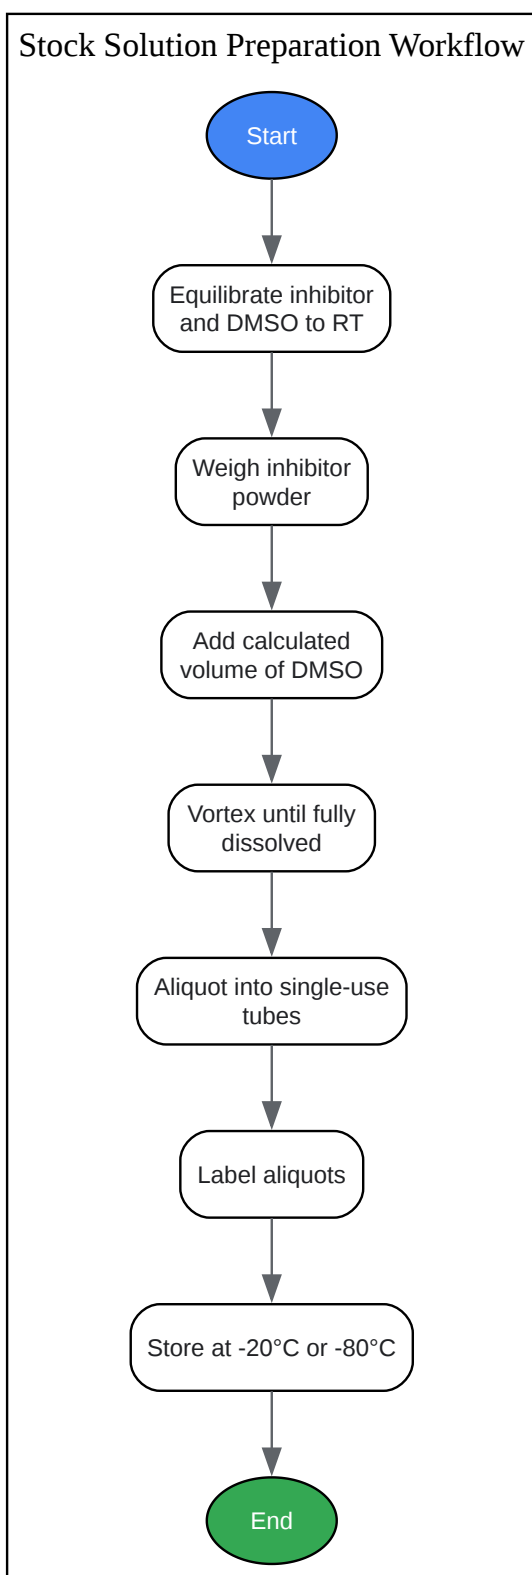 Stock Solution Preparation Workflow
Start
Equilibrate inhibitor
and DMSO to RT
Weigh inhibitor
powder
Add calculated
volume of DMSO
Vortex until fully
dissolved
Aliquot into single-use
tubes
Label aliquots
Store at -20°C or -80°C
End